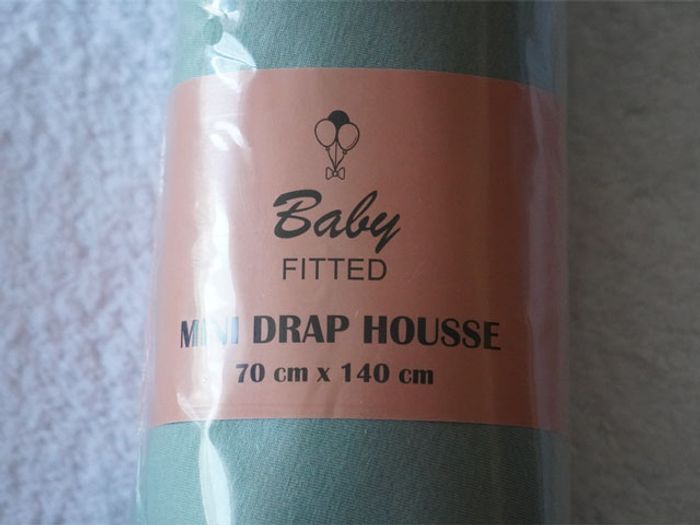 Baby
FITTED
MINI DRAP HOUSSE
70 cm x 140 cm